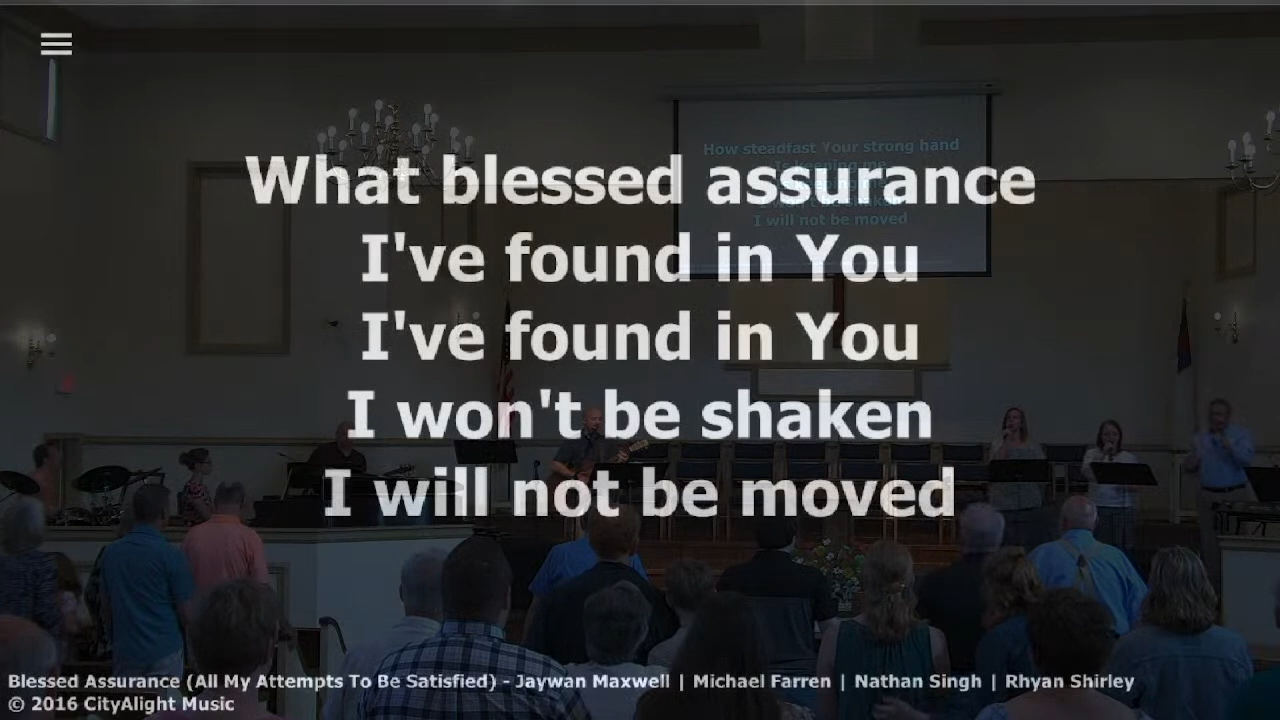 What blessed assurance
I've found in You
I've found in You
I won't be shaken
I will not be moved
How steadfast Your strong hand
I will not be moved
Blessed Assurance (All My Attempts To Be Satisfied) - Jaywan Maxwell | Michael Farren | Nathan Singh | Rhyan Shirley
© 2016 CityAlight Music